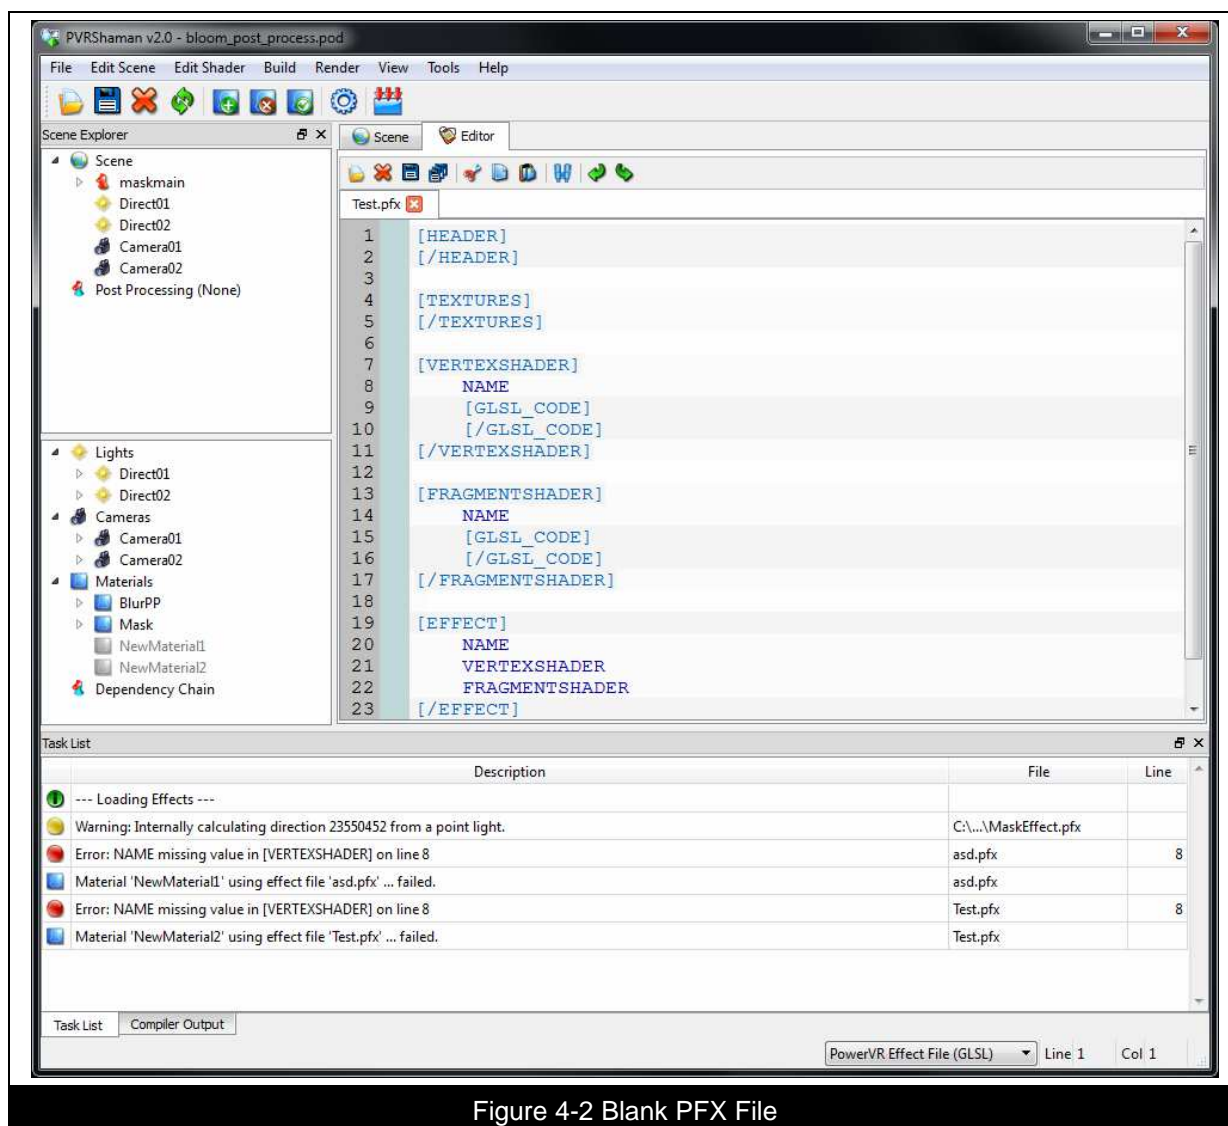 PVRShaman v2.0 - bloom_post_process.pod
File Edit Scene Edit Shader Build Render View Tools Help
Scene Explorer
Scene
maskmain
Direct01
Direct02
Camera01
Camera02
Post Processing (None)
Lights
Direct01
Direct02
Cameras
Camera01
Camera02
Materials
BlurPP
Mask
NewMaterial1
NewMaterial2
Dependency Chain
Scene Editor
Test.pfx
1 [HEADER]
2 [/HEADER]
3
4 [TEXTURES]
5 [/TEXTURES]
6
7 [VERTEXSHADER]
8 NAME
9 [GLSL_CODE]
10 [/GLSL_CODE]
11 [/VERTEXSHADER]
12
13 [FRAGMENTSHADER]
14 NAME
15 [GLSL_CODE]
16 [/GLSL_CODE]
17 [/FRAGMENTSHADER]
18
19 [EFFECT]
20 NAME
21 VERTEXSHADER
22 FRAGMENTSHADER
23 [/EFFECT]
Task List
Description File Line
--- Loading Effects ---
Warning: Internally calculating direction 23550452 from a point light. C:\...\MaskEffect.pfx
Error: NAME missing value in [VERTEXSHADER] on line 8 asd.pfx 8
Material 'NewMaterial1' using effect file 'asd.pfx' ... failed. asd.pfx
Error: NAME missing value in [VERTEXSHADER] on line 8 Test.pfx 8
Material 'NewMaterial2' using effect file 'Test.pfx' ... failed. Test.pfx
Task List Compiler Output
PowerVR Effect File (GLSL) Line 1 Col 1
Figure 4-2 Blank PFX File